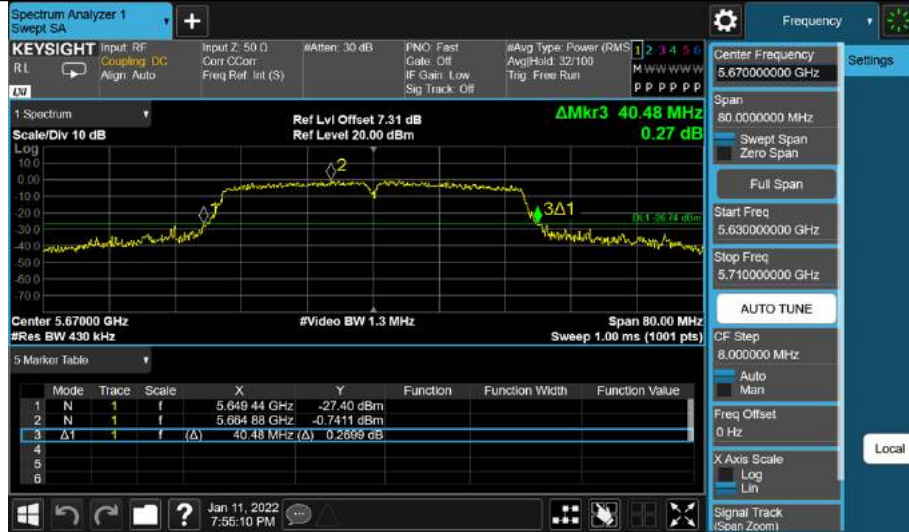 Spectrum Analyzer 1
Swept SA
+
Frequency
Settings
KEYSIGHT
RL
LXI
Input: RF
Coupling: DC
Align: Auto
Input Z: 50 Ω
Corr CCorr
Freq Ref: Int (S)
#Atten: 30 dB
PNO: Fast
Gate: Off
IF Gain: Low
Sig Track: Off
#Avg Type: Power (RMS
Avg|Hold: 32/100
Trig: Free Run
1 2 3 4 5 6
M W W W W W
P P P P P P
1 Spectrum
Scale/Div 10 dB
Ref Lvl Offset 7.31 dB
Ref Level 20.00 dBm
ΔMkr3 40.48 MHz
0.27 dB
Log
10.0
0.00
-10.0
-20.0
-30.0
-40.0
-50.0
-60.0
-70.0
1
2
3Δ1
DL1 -26.74 dBm
Center 5.67000 GHz
#Video BW 1.3 MHz
Span 80.00 MHz
#Res BW 430 kHz
Sweep 1.00 ms (1001 pts)
5 Marker Table
Mode Trace Scale X Y Function Function Width Function Value
1 N 1 f 5.649 44 GHz -27.40 dBm
2 N 1 f 5.664 88 GHz -0.7411 dBm
3 Δ1 1 f (Δ) 40.48 MHz (Δ) 0.2699 dB
4
5
6
Center Frequency
5.670000000 GHz
Span
80.0000000 MHz
Swept Span
Zero Span
Full Span
Start Freq
5.630000000 GHz
Stop Freq
5.710000000 GHz
AUTO TUNE
CF Step
8.000000 MHz
Auto
Man
Freq Offset
0 Hz
X Axis Scale
Log
Lin
Signal Track
(Span Zoom)
Local
?
Jan 11, 2022
7:55:10 PM